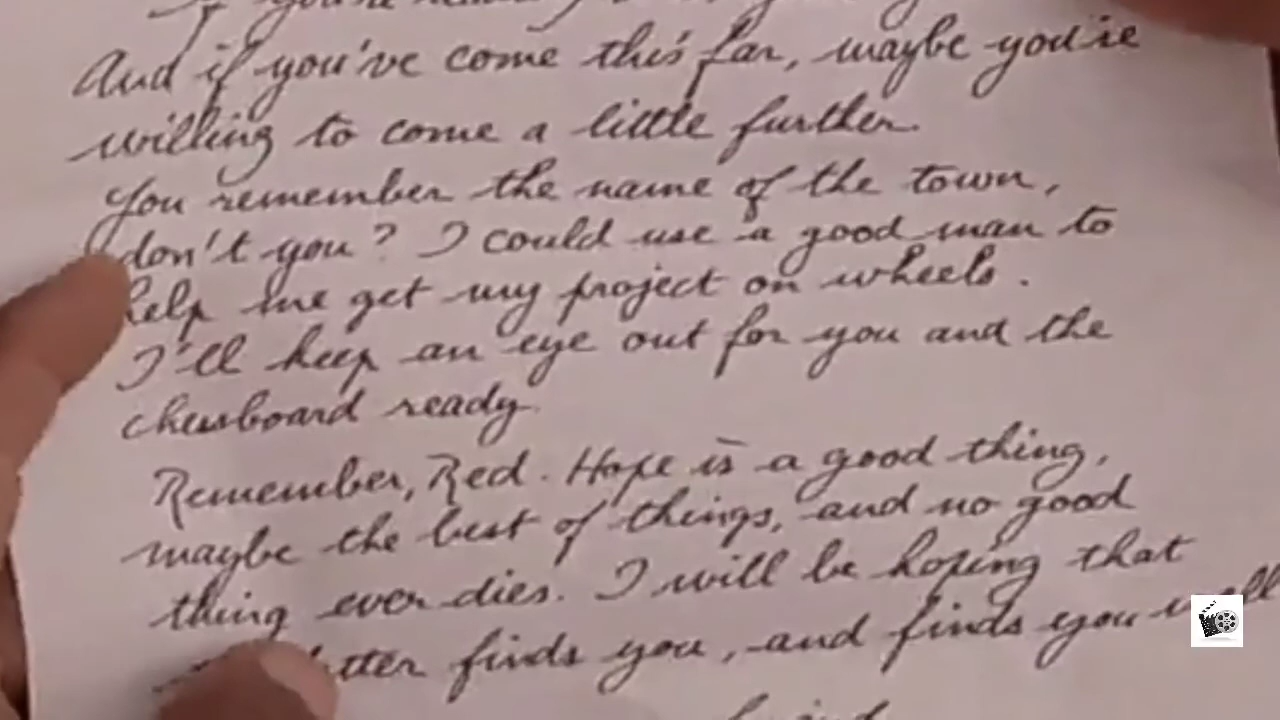 And if you've come this far, maybe you're
willing to come a little further.
You remember the name of the town,
don't you? I could use a good man to
help me get my project on wheels.
I'll keep an eye out for you and the
chessboard ready.
Remember, Red. Hope is a good thing,
maybe the best of things, and no good
thing ever dies. I will be hoping that
letter finds you, and finds you well